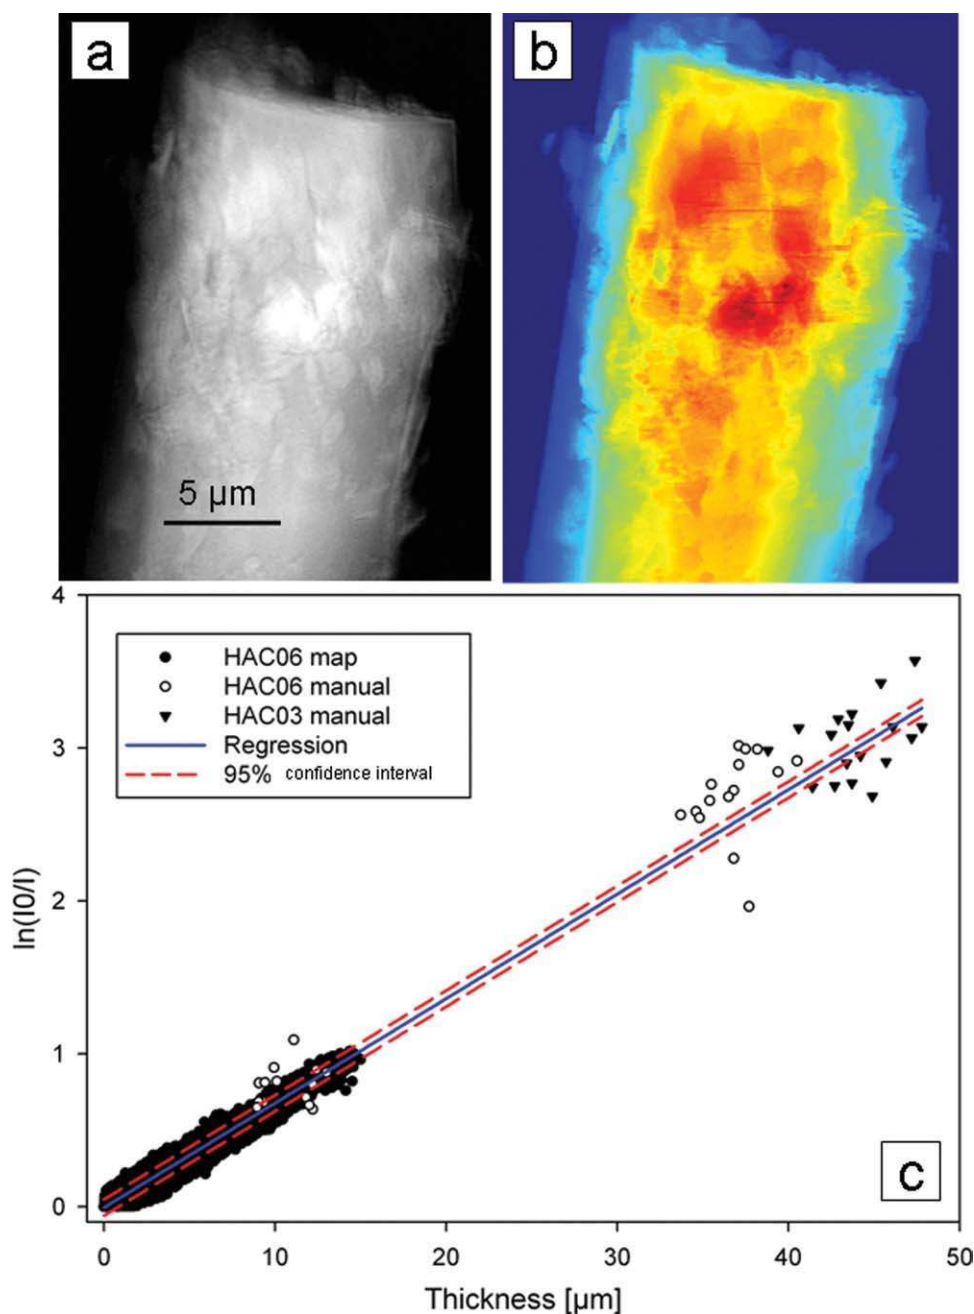 a
b
5 µm
4
3
2
1
0
ln(I0/I)
HAC06 map
HAC06 manual
HAC03 manual
Regression
95% confidence interval
c
0 10 20 30 40 50
Thickness [µm]